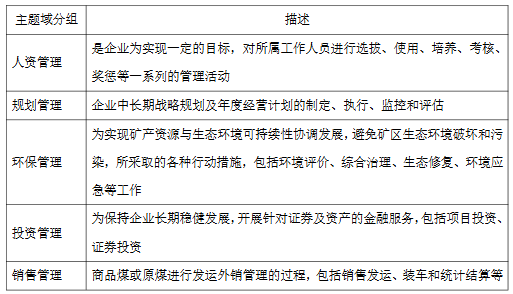 主题域分组 描述
人资管理 是企业为实现一定的目标，对所属工作人员进行选拔、使用、培养、考核、
奖惩等一系列的管理活动
规划管理 企业中长期战略规划及年度经营计划的制定、执行、监控和评估
为实现矿产资源与生态环境可持续性协调发展，避免矿区生态环境破坏和污
环保管理 染，所采取的各种行动措施，包括环境评价、综合治理、生态修复、环境应
急等工作
投资管理 为保持企业长期稳健发展，开展针对证券及资产的金融服务，包括项目投资、
证券投资
销售管理 商品煤或原煤进行发运外销管理的过程，包括销售发运、装车和统计结算等